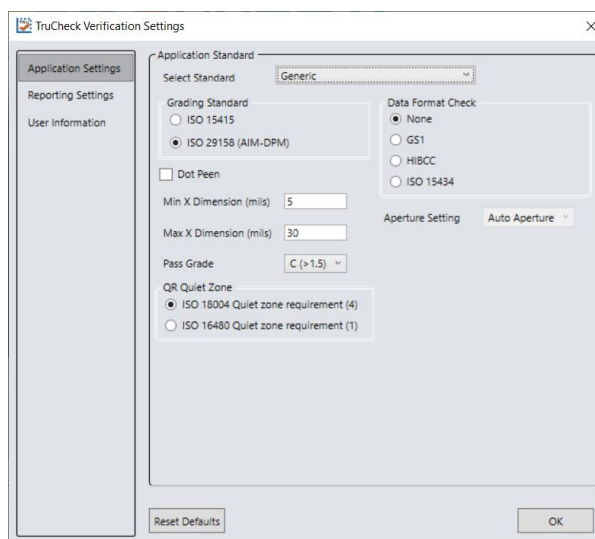 TruCheck Verification Settings
Application Settings
Reporting Settings
User Information
Application Standard
Select Standard
Generic
Grading Standard
ISO 15415
ISO 29158 (AIM-DPM)
Data Format Check
None
GS1
HIBCC
ISO 15434
Dot Peen
Min X Dimension (mils) 5
Max X Dimension (mils) 30
Aperture Setting Auto Aperture
Pass Grade C (>1.5)
QR Quiet Zone
ISO 18004 Quiet zone requirement (4)
ISO 16480 Quiet zone requirement (1)
Reset Defaults
OK